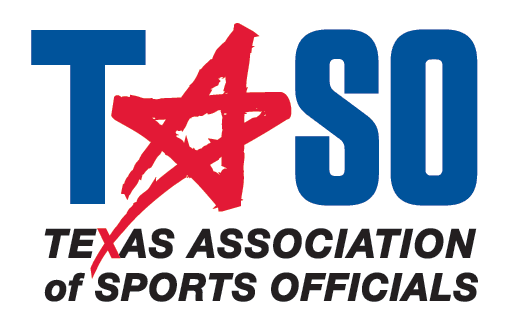 TASO
TEXAS ASSOCIATION
of SPORTS OFFICIALS